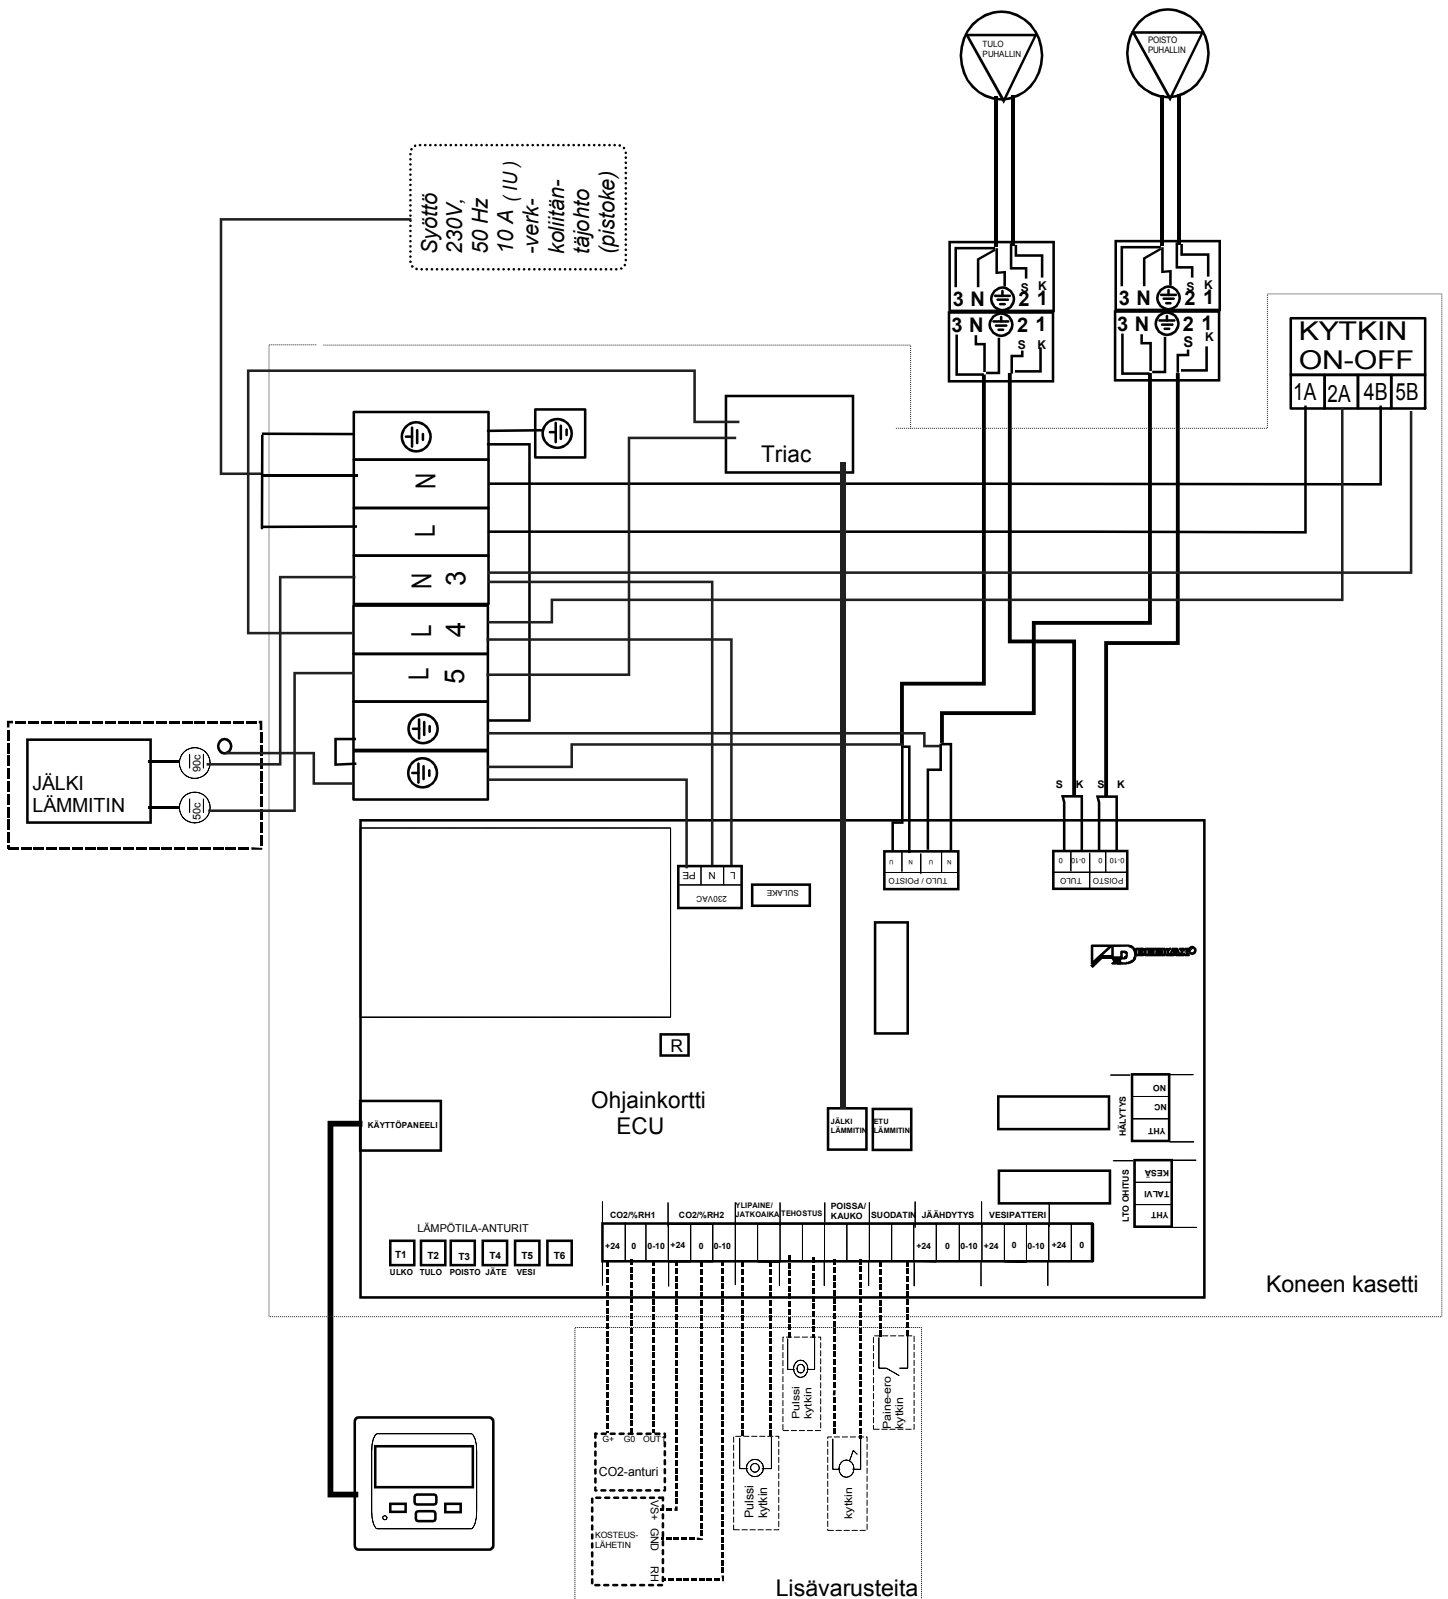 TULO
PUHALLIN
POISTO
PUHALLIN
Syöttö
230V,
50 Hz
10 A ( IU )
-verk-
koliitän-
täjohto
(pistoke)
S K
3 N 2 1
3 N 2 1
S K
S K
3 N 2 1
3 N 2 1
S K
KYTKIN
ON-OFF
1A 2A 4B 5B
Triac
N
L
N 3
L 4
L 5
JÄLKI
LÄMMITIN
90c
50c
S K S K
PE N L
230VAC
SULAKE
U N U N
TULO / POISTO
0 0-10 0 0-10
TULO POISTO
R
Ohjainkortti
ECU
KÄYTTÖPANEELI
JÄLKI
LÄMMITIN
ETU
LÄMMITIN
HÄLYTYS
NO
NC
YHT
LTO OHITUS
KESÄ
TALVI
YHT
LÄMPÖTILA-ANTURIT
T1 T2 T3 T4 T5 T6
ULKO TULO POISTO JÄTE VESI
CO2/%RH1 CO2/%RH2 YLIPAINE/ JATKOAIKA TEHOSTUS POISSA/ KAUKO SUODATIN JÄÄHDYTYS VESIPATTERI
+24 0 0-10 +24 0 0-10 +24 0 0-10 +24 0 0-10 +24 0
Koneen kasetti
Pulssi
kytkin
Paine-ero
kytkin
G+ G0 OUT
CO2-anturi
Pulssi
kytkin
kytkin
KOSTEUS-
LÄHETIN
VS+ GND RH
Lisävarusteita